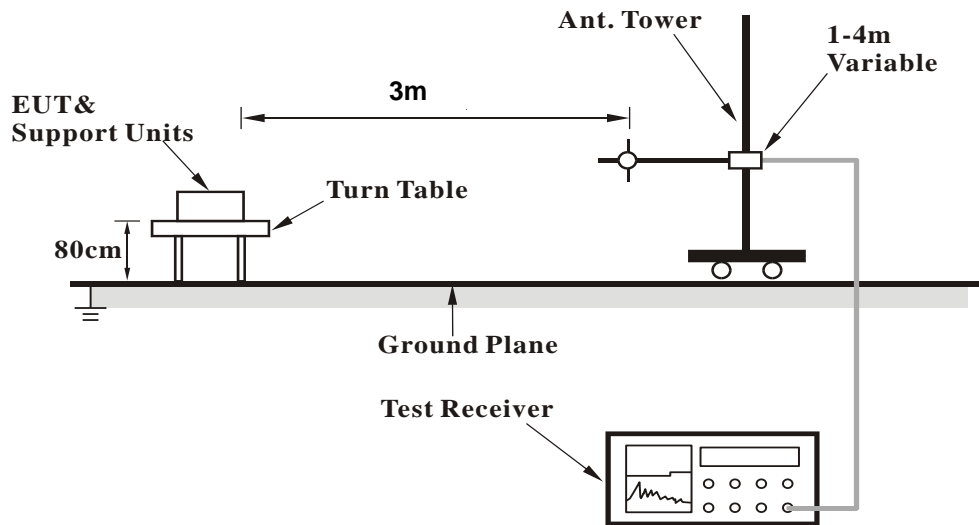 Ant. Tower
1-4m
Variable
3m
EUT&
Support Units
Turn Table
80cm
Ground Plane
Test Receiver